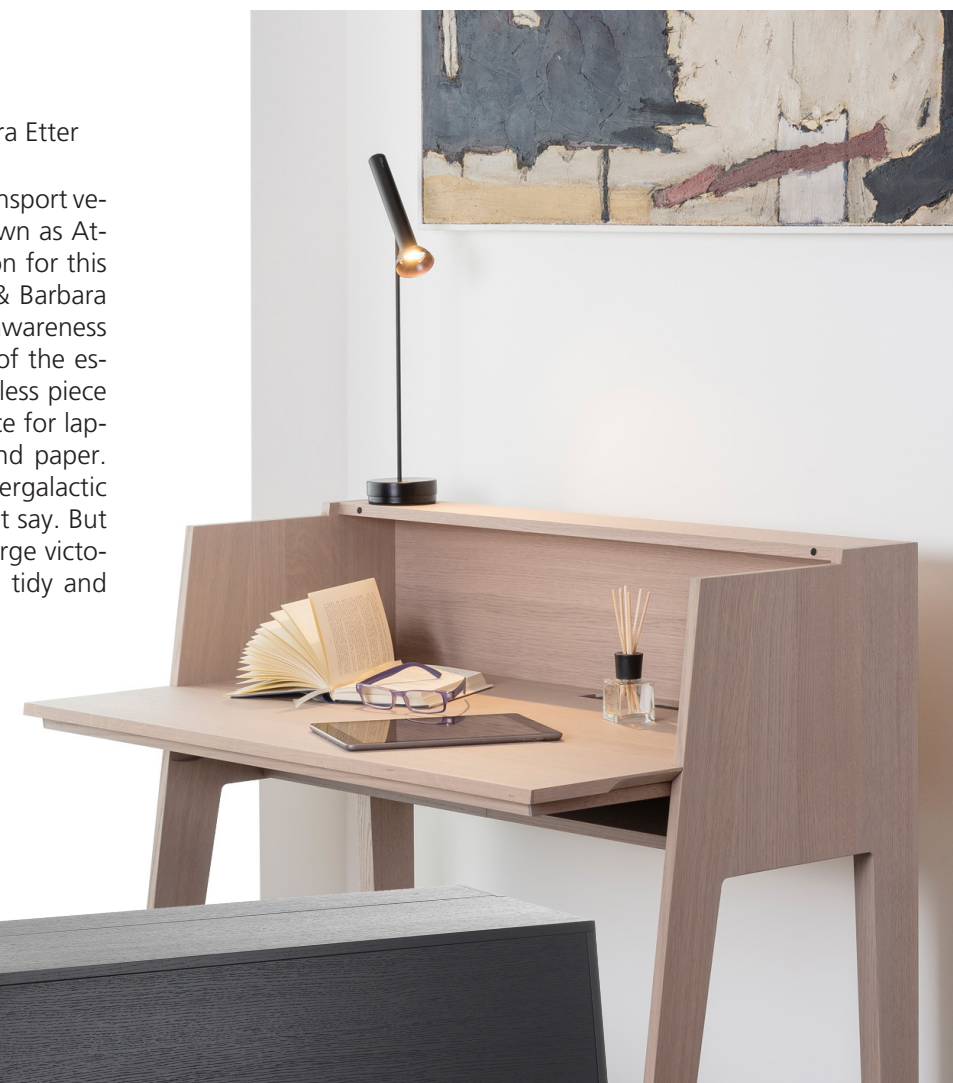 ra Etter
nsport ve-
wn as At-
on for this
& Barbara
wareness
of the es-
less piece
te for lap-
nd paper.
ergalactic
t say. But
rge victo-
tidy and